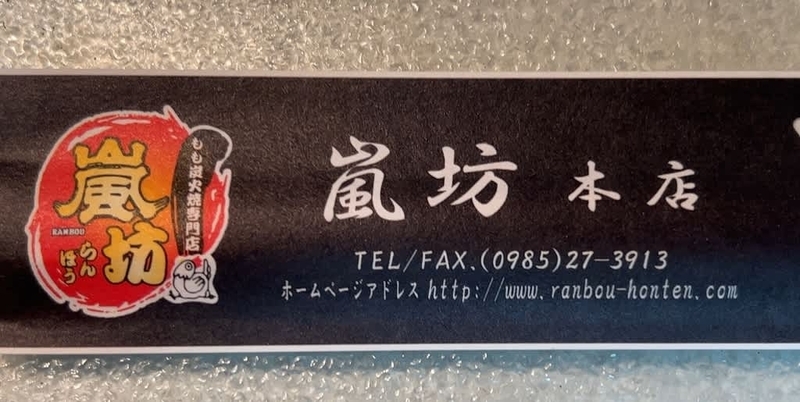 嵐坊
RANBOU
らんぼう
もも炭火焼専門店
嵐坊 本店
TEL/FAX.(0985)27-3913
ホームページアドレス http://www.ranbou-honten.com